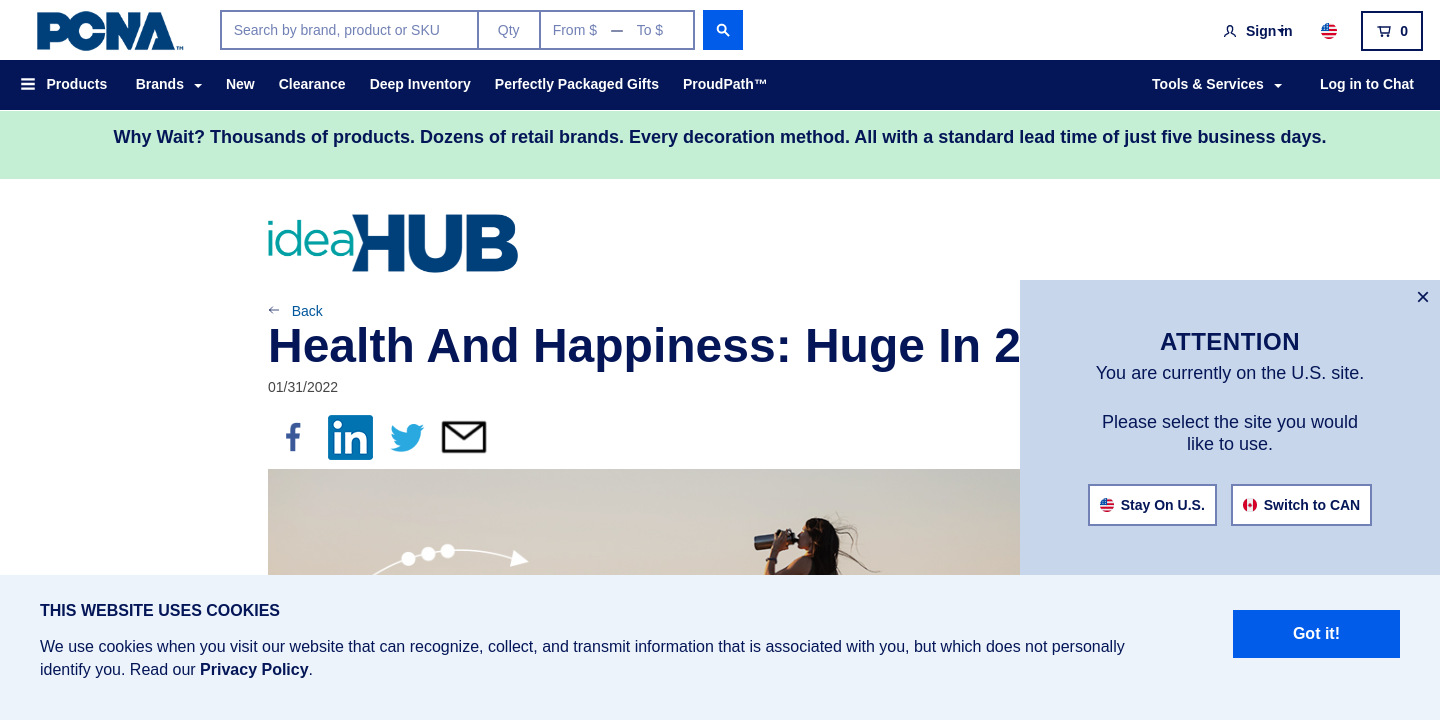 PCNA™
Search by brand, product or SKU
Qty
From $ — To $
Sign in
0
Products
Brands
New
Clearance
Deep Inventory
Perfectly Packaged Gifts
ProudPath™
Tools & Services
Log in to Chat
Why Wait? Thousands of products. Dozens of retail brands. Every decoration method. All with a standard lead time of just five business days.
ideaHUB
Back
Health And Happiness: Huge In 2
01/31/2022
f
in
×
ATTENTION
You are currently on the U.S. site.
Please select the site you would
like to use.
Stay On U.S.
Switch to CAN
THIS WEBSITE USES COOKIES
We use cookies when you visit our website that can recognize, collect, and transmit information that is associated with you, but which does not personally
identify you. Read our Privacy Policy.
Got it!